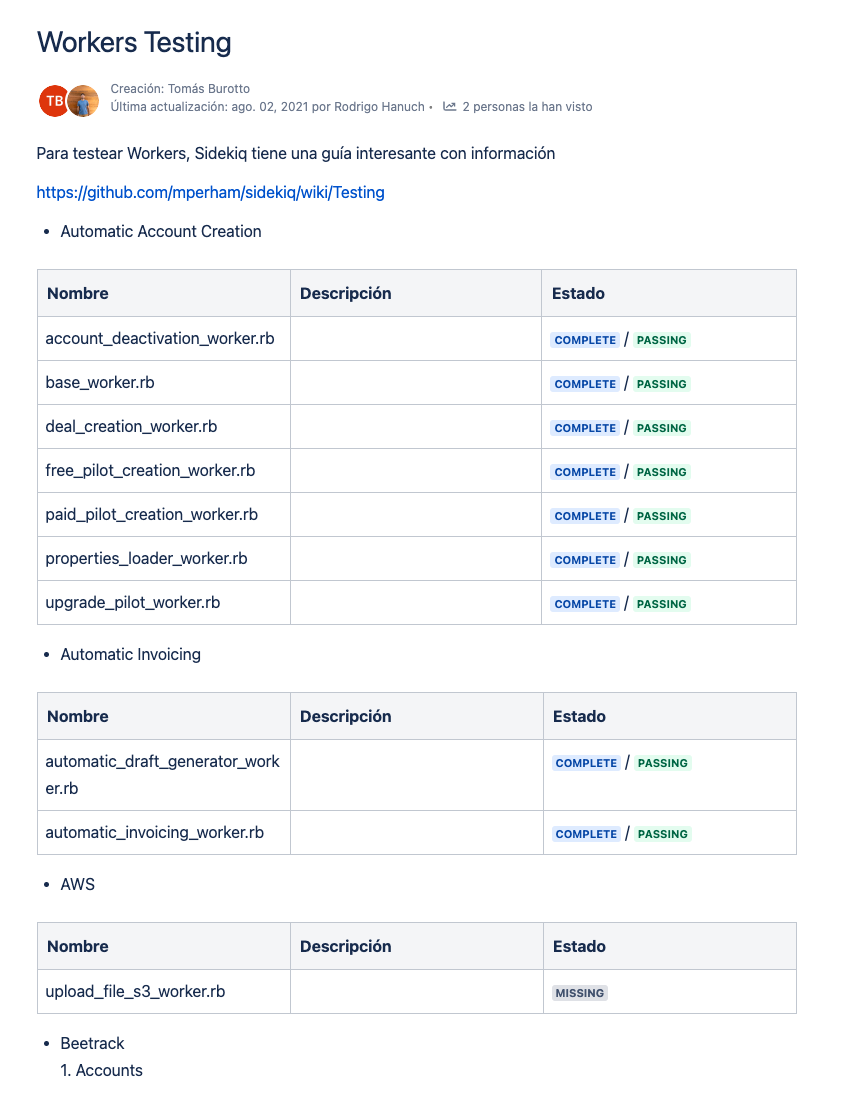 Workers Testing
TB
Creación: Tomás Burotto
Última actualización: ago. 02, 2021 por Rodrigo Hanuch • 2 personas la han visto
Para testear Workers, Sidekiq tiene una guía interesante con información
https://github.com/mperham/sidekiq/wiki/Testing
• Automatic Account Creation
Nombre Descripción Estado
account_deactivation_worker.rb COMPLETE / PASSING
base_worker.rb COMPLETE / PASSING
deal_creation_worker.rb COMPLETE / PASSING
free_pilot_creation_worker.rb COMPLETE / PASSING
paid_pilot_creation_worker.rb COMPLETE / PASSING
properties_loader_worker.rb COMPLETE / PASSING
upgrade_pilot_worker.rb COMPLETE / PASSING
• Automatic Invoicing
Nombre Descripción Estado
automatic_draft_generator_work COMPLETE / PASSING
er.rb
automatic_invoicing_worker.rb COMPLETE / PASSING
• AWS
Nombre Descripción Estado
upload_file_s3_worker.rb MISSING
• Beetrack
1. Accounts